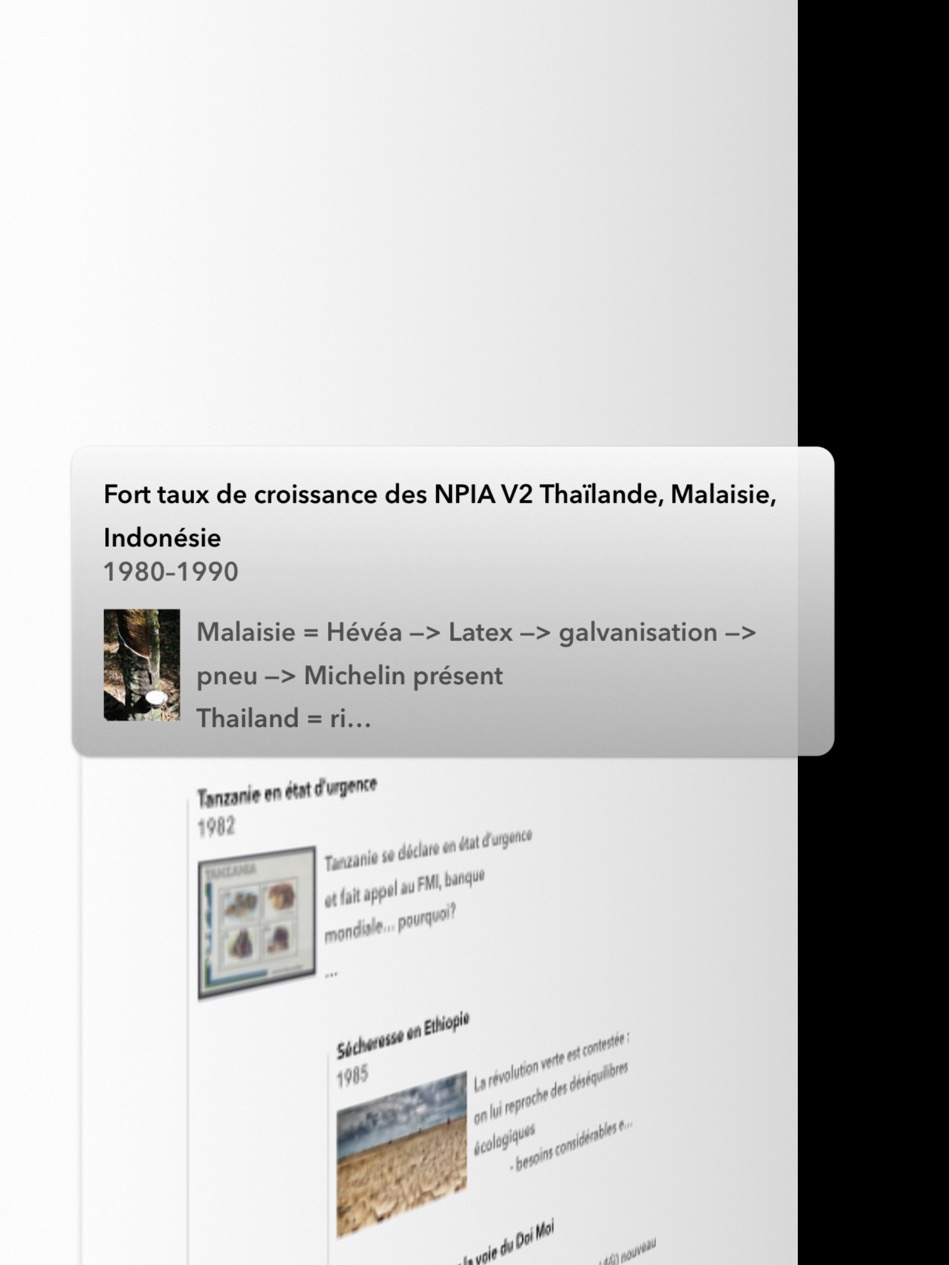 Fort taux de croissance des NPIA V2 Thaïlande, Malaisie,
Indonésie
1980–1990
Malaisie = Hévéa —> Latex —> galvanisation —>
pneu —> Michelin présent
Thailand = ri…
Tanzanie en état d'urgence
1982
TANZANIA
Tanzanie se déclare en état d'urgence
et fait appel au FMI, banque
mondiale... pourquoi?
...
Sécheresse en Ethiopie
1985
La révolution verte est contestée :
on lui reproche des déséquilibres
écologiques
- besoins considérables e...
la voie du Doi Moi
nouveau